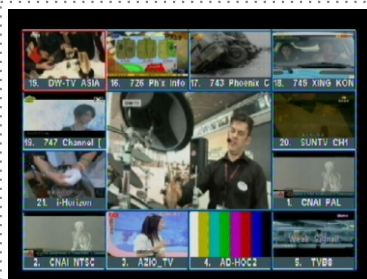 15. DW-TV ASIA
16. 726 Ph'x Info
17. 743 Phoenix C
18. 745 XING KON
19. 747 Channel [
20. SUNTV CH1
21. i-Horizon
1. CNAI PAL
2. CNAI NTSC
3. AZIO_TV
4. AD-HOC2
5. TVBS